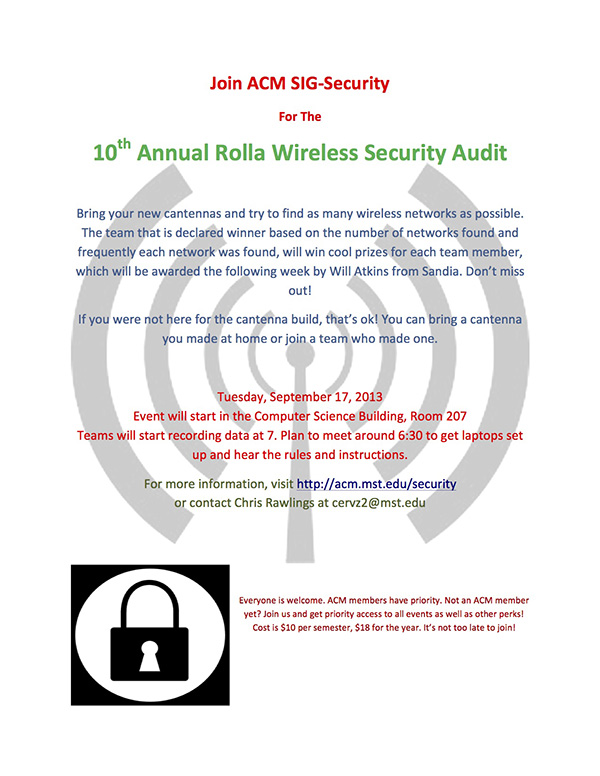 Join ACM SIG-Security
For The
10th Annual Rolla Wireless Security Audit
Bring your new cantennas and try to find as many wireless networks as possible.
The team that is declared winner based on the number of networks found and
frequently each network was found, will win cool prizes for each team member,
which will be awarded the following week by Will Atkins from Sandia. Don’t miss
out!
If you were not here for the cantenna build, that’s ok! You can bring a cantenna
you made at home or join a team who made one.
Tuesday, September 17, 2013
Event will start in the Computer Science Building, Room 207
Teams will start recording data at 7. Plan to meet around 6:30 to get laptops set
up and hear the rules and instructions.
For more information, visit http://acm.mst.edu/security
or contact Chris Rawlings at cervz2@mst.edu
Everyone is welcome. ACM members have priority. Not an ACM member
yet? Join us and get priority access to all events as well as other perks!
Cost is $10 per semester, $18 for the year. It’s not too late to join!